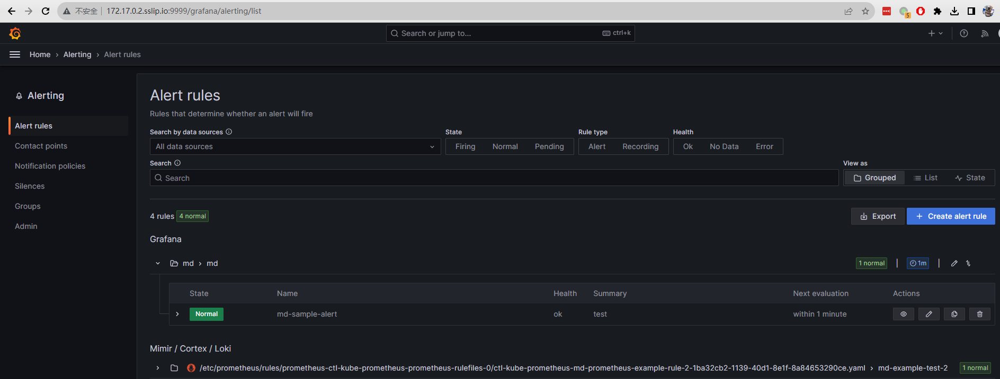 不安全 172.17.0.2.sslip.io:9999/grafana/alerting/list
5
Search or jump to... ctrl+k
Home › Alerting › Alert rules
Alerting
Alert rules
Contact points
Notification policies
Silences
Groups
Admin
Alert rules
Rules that determine whether an alert will fire
Search by data sources State Rule type Health
All data sources Firing Normal Pending Alert Recording Ok No Data Error
Search View as
Search Grouped List State
4 rules 4 normal Export + Create alert rule
Grafana
md › md 1 normal 1m
State Name Health Summary Next evaluation Actions
Normal md-sample-alert ok test within 1 minute
Mimir / Cortex / Loki
/etc/prometheus/rules/prometheus-ctl-kube-prometheus-prometheus-rulefiles-0/ctl-kube-prometheus-md-prometheus-example-rule-2-1ba32cb2-1139-40d1-8e1f-8a84653290ce.yaml › md-example-test-2 1 normal